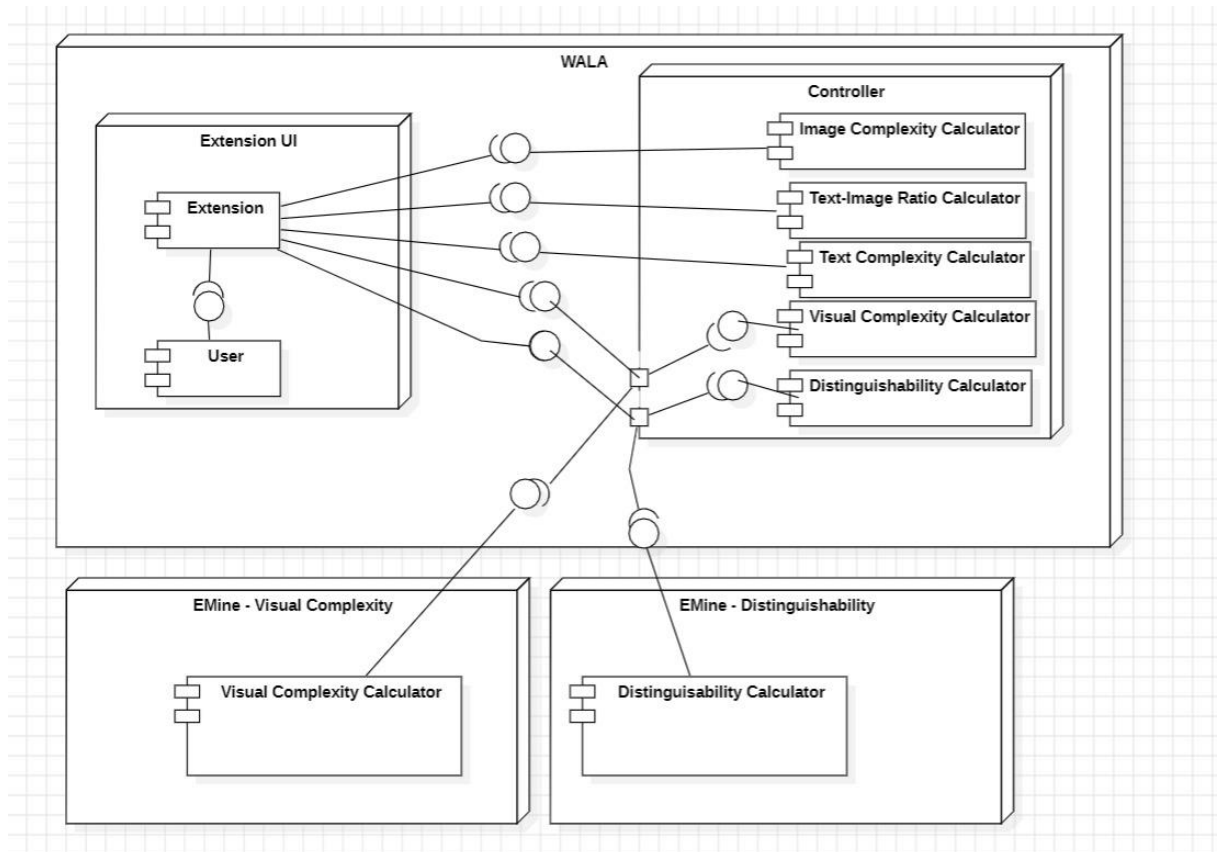 WALA
Controller
Extension UI
Image Complexity Calculator
Text-Image Ratio Calculator
Extension
Text Complexity Calculator
Visual Complexity Calculator
User
Distinguishability Calculator
EMine - Visual Complexity
EMine - Distinguishability
Visual Complexity Calculator
Distinguisability Calculator